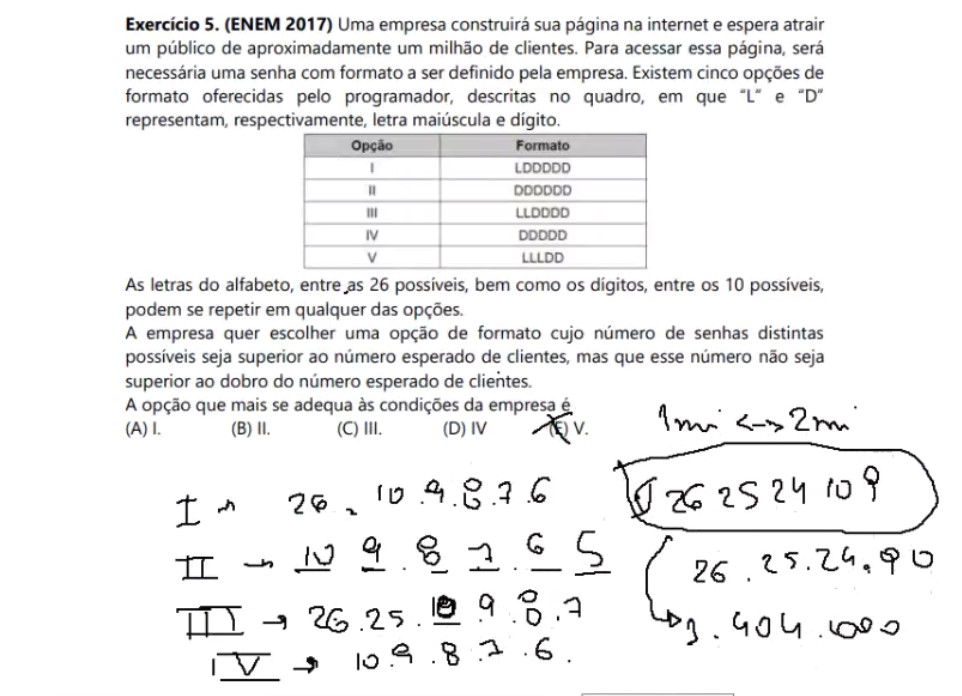 Exercício 5. (ENEM 2017) Uma empresa construirá sua página na internet e espera atrair
um público de aproximadamente um milhão de clientes. Para acessar essa página, será
necessária uma senha com formato a ser definido pela empresa. Existem cinco opções de
formato oferecidas pelo programador, descritas no quadro, em que "L" e "D"
representam, respectivamente, letra maiúscula e dígito.
Opção Formato
I LDDDDD
II DDDDDD
III LLDDDD
IV DDDDD
V LLLDD
As letras do alfabeto, entre as 26 possíveis, bem como os dígitos, entre os 10 possíveis,
podem se repetir em qualquer das opções.
A empresa quer escolher uma opção de formato cujo número de senhas distintas
possíveis seja superior ao número esperado de clientes, mas que esse número não seja
superior ao dobro do número esperado de clientes.
A opção que mais se adequa às condições da empresa é
(A) I. (B) II. (C) III. (D) IV (E) V.
1mi <-> 2mi
I → 26 . 10 . 9 . 8 . 7 . 6
V 26 25 24 10 9
II → 10 9 . 8 7 . 6 5
26 . 25 . 24 . 90
III → 26 . 25 . 10 . 9 . 8 . 7
1.404.000
IV → 10 . 9 . 8 . 7 . 6 .